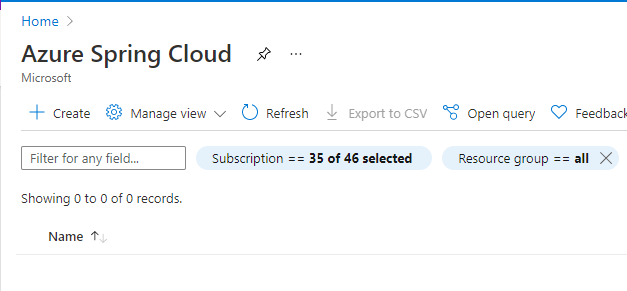 Home
Azure Spring Cloud
Microsoft
Create Manage view Refresh Export to CSV Open query Feedback
Filter for any field... Subscription == 35 of 46 selected Resource group == all
Showing 0 to 0 of 0 records.
Name